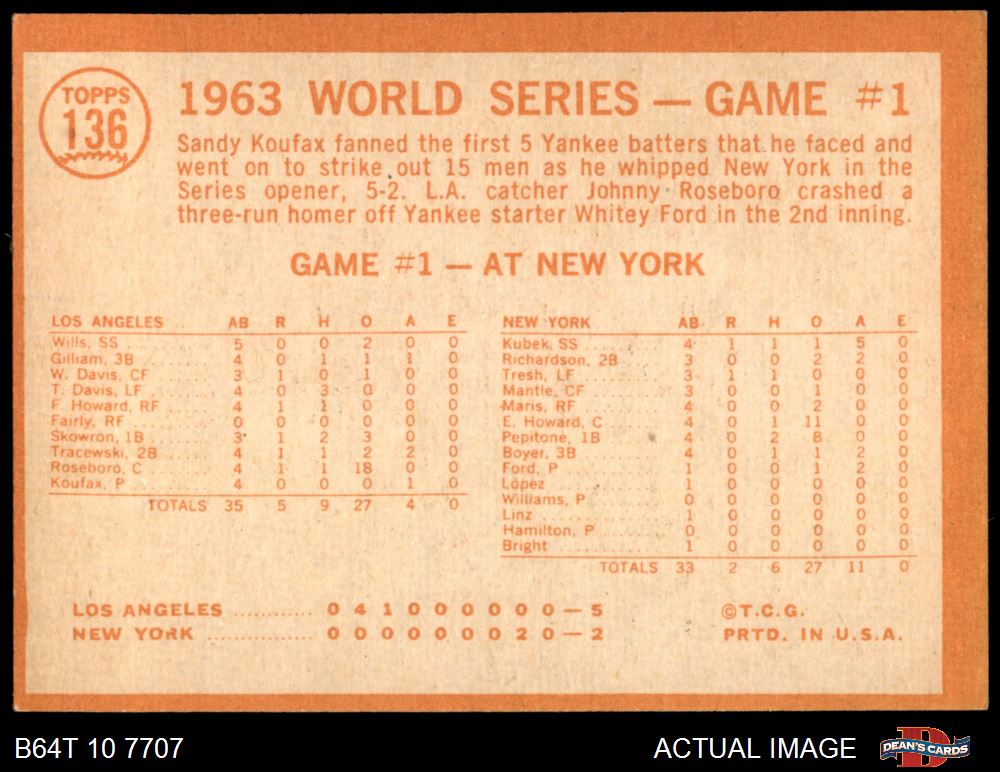 TOPPS
136
1963 WORLD SERIES — GAME #1
Sandy Koufax fanned the first 5 Yankee batters that he faced and
went on to strike out 15 men as he whipped New York in the
Series opener, 5-2. L.A. catcher Johnny Roseboro crashed a
three-run homer off Yankee starter Whitey Ford in the 2nd inning.
GAME #1 — AT NEW YORK
LOS ANGELES AB R H O A E
Wills, SS 5 0 0 2 0 0
Gilliam, 3B 4 0 1 1 1 0
W. Davis, CF 3 1 0 1 0 0
T. Davis, LF 4 0 3 0 0 0
F. Howard, RF 4 1 1 0 0 0
Fairly, RF 0 0 0 0 0 0
Skowron, 1B 3 1 2 3 0 0
Tracewski, 2B 4 1 1 2 2 0
Roseboro, C 4 1 1 18 0 0
Koufax, P 4 0 0 0 1 0
TOTALS 35 5 9 27 4 0
NEW YORK AB R H O A E
Kubek, SS 4 1 1 1 5 0
Richardson, 2B 3 0 0 2 2 0
Tresh, LF 3 1 1 0 0 0
Mantle, CF 3 0 0 1 0 0
Maris, RF 4 0 0 2 0 0
E. Howard, C 4 0 1 11 0 0
Pepitone, 1B 4 0 2 8 0 0
Boyer, 3B 4 0 1 1 2 0
Ford, P 1 0 0 1 2 0
Lopez 1 0 0 0 0 0
Williams, P 0 0 0 0 0 0
Linz 1 0 0 0 0 0
Hamilton, P 0 0 0 0 0 0
Bright 1 0 0 0 0 0
TOTALS 33 2 6 27 11 0
LOS ANGELES ............ 0 4 1 0 0 0 0 0 0 — 5
NEW YORK ................ 0 0 0 0 0 0 0 2 0 — 2
©T.C.G.
PRTD. IN U.S.A.
B64T 10 7707
ACTUAL IMAGE
DEAN'S CARDS